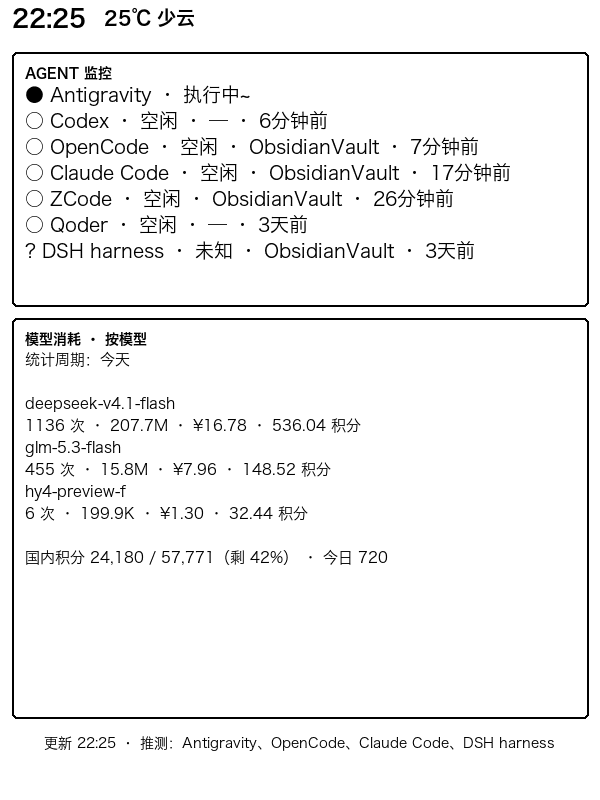 22:25 25℃ 少云
AGENT 监控
● Antigravity · 执行中~
○ Codex · 空闲 · — · 6分钟前
○ OpenCode · 空闲 · ObsidianVault · 7分钟前
○ Claude Code · 空闲 · ObsidianVault · 17分钟前
○ ZCode · 空闲 · ObsidianVault · 26分钟前
○ Qoder · 空闲 · — · 3天前
? DSH harness · 未知 · ObsidianVault · 3天前
模型消耗 · 按模型
统计周期：今天
deepseek-v4.1-flash
1136 次 · 207.7M · ¥16.78 · 536.04 积分
glm-5.3-flash
455 次 · 15.8M · ¥7.96 · 148.52 积分
hy4-preview-f
6 次 · 199.9K · ¥1.30 · 32.44 积分
国内积分 24,180 / 57,771（剩 42%） · 今日 720
更新 22:25 · 推测：Antigravity、OpenCode、Claude Code、DSH harness